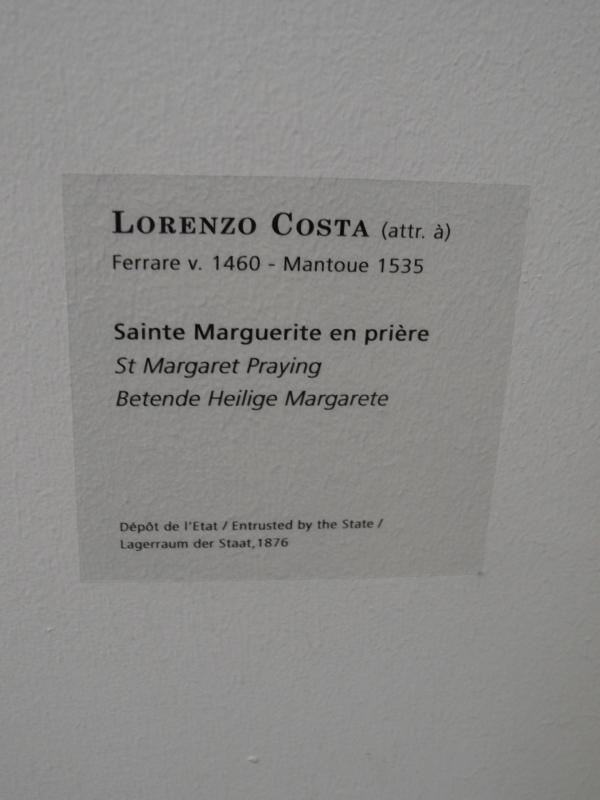 LORENZO COSTA (attr. à)
Ferrare v. 1460 - Mantoue 1535
Sainte Marguerite en prière
St Margaret Praying
Betende Heilige Margarete
Dépôt de l'Etat / Entrusted by the State /
Lagerraum der Staat,1876